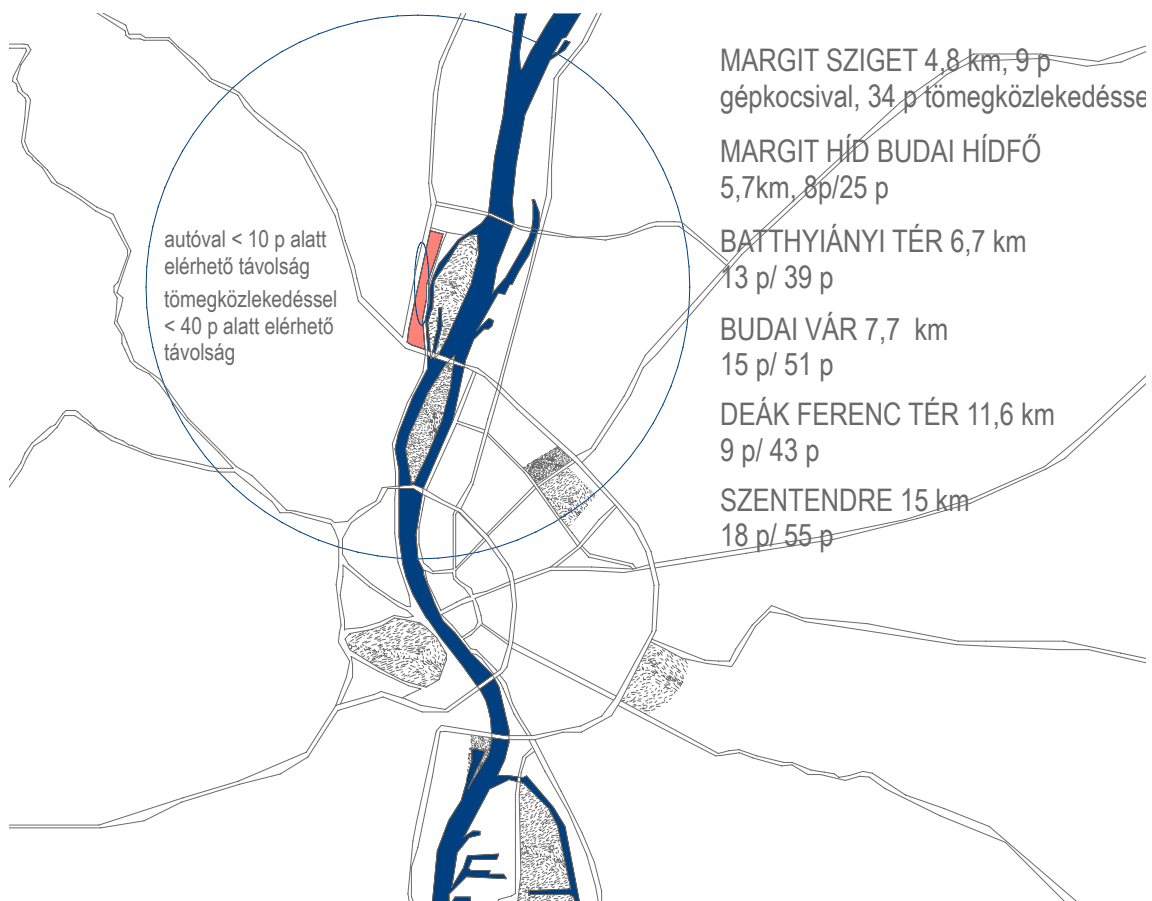 MARGIT SZIGET 4,8 km, 9 p
gépkocsival, 34 p tömegközlekedésse
MARGIT HÍD BUDAI HÍDFŐ
5,7km, 8p/25 p
BATTHYIÁNYI TÉR 6,7 km
13 p/ 39 p
BUDAI VÁR 7,7 km
15 p/ 51 p
DEÁK FERENC TÉR 11,6 km
9 p/ 43 p
SZENTENDRE 15 km
18 p/ 55 p
autóval < 10 p alatt
elérhető távolság
tömegközlekedéssel
< 40 p alatt elérhető
távolság